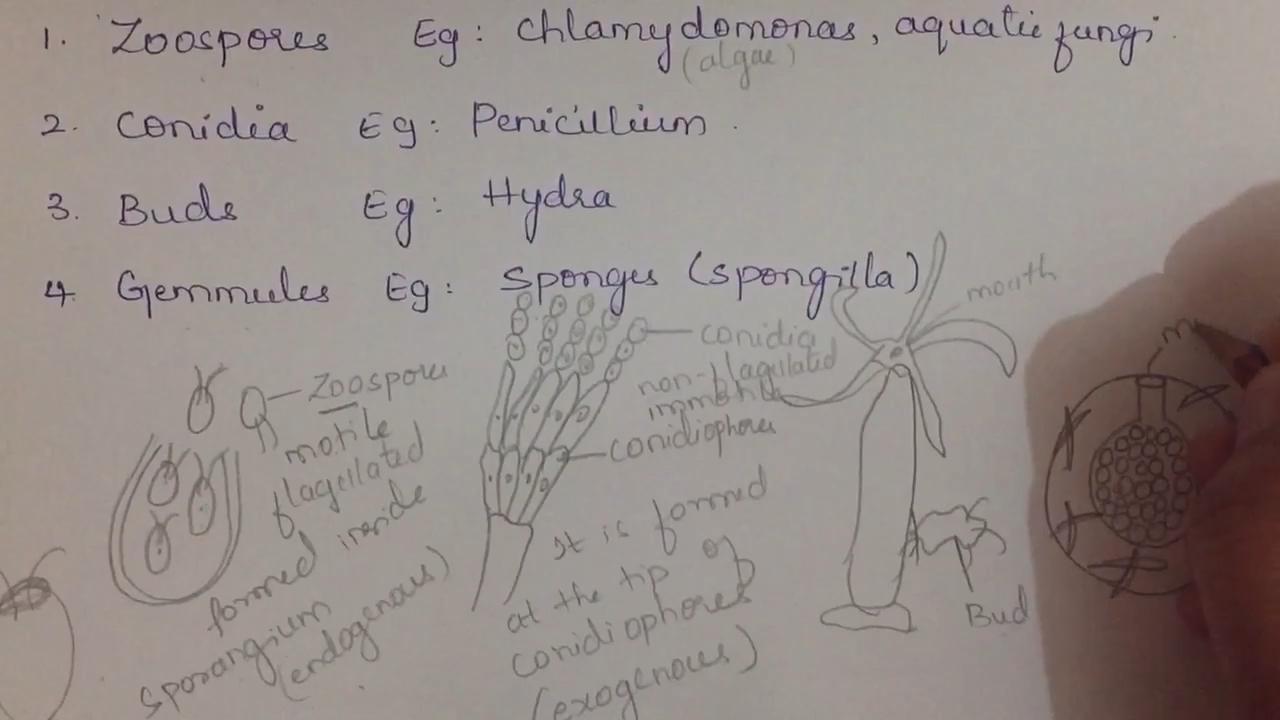 1. Zoospores Eg: Chlamydomonas, aquatic fungi.
(algae)
2. Conidia Eg: Penicillium.
3. Buds Eg: Hydra
4. Gemmules Eg: Sponges (spongilla)
mouth
conidia
non-flagellated
immotile
conidiophores
It is formed
at the tip of
conidiophores
(exogenous)
Zoospores
motile
flagellated
formed inside
sporangium
(endogenous)
Bud